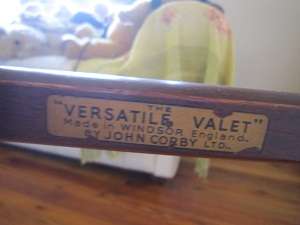 THE
"VERSATILE VALET"
Made in WINDSOR, England.
BY JOHN CORBY LTD.